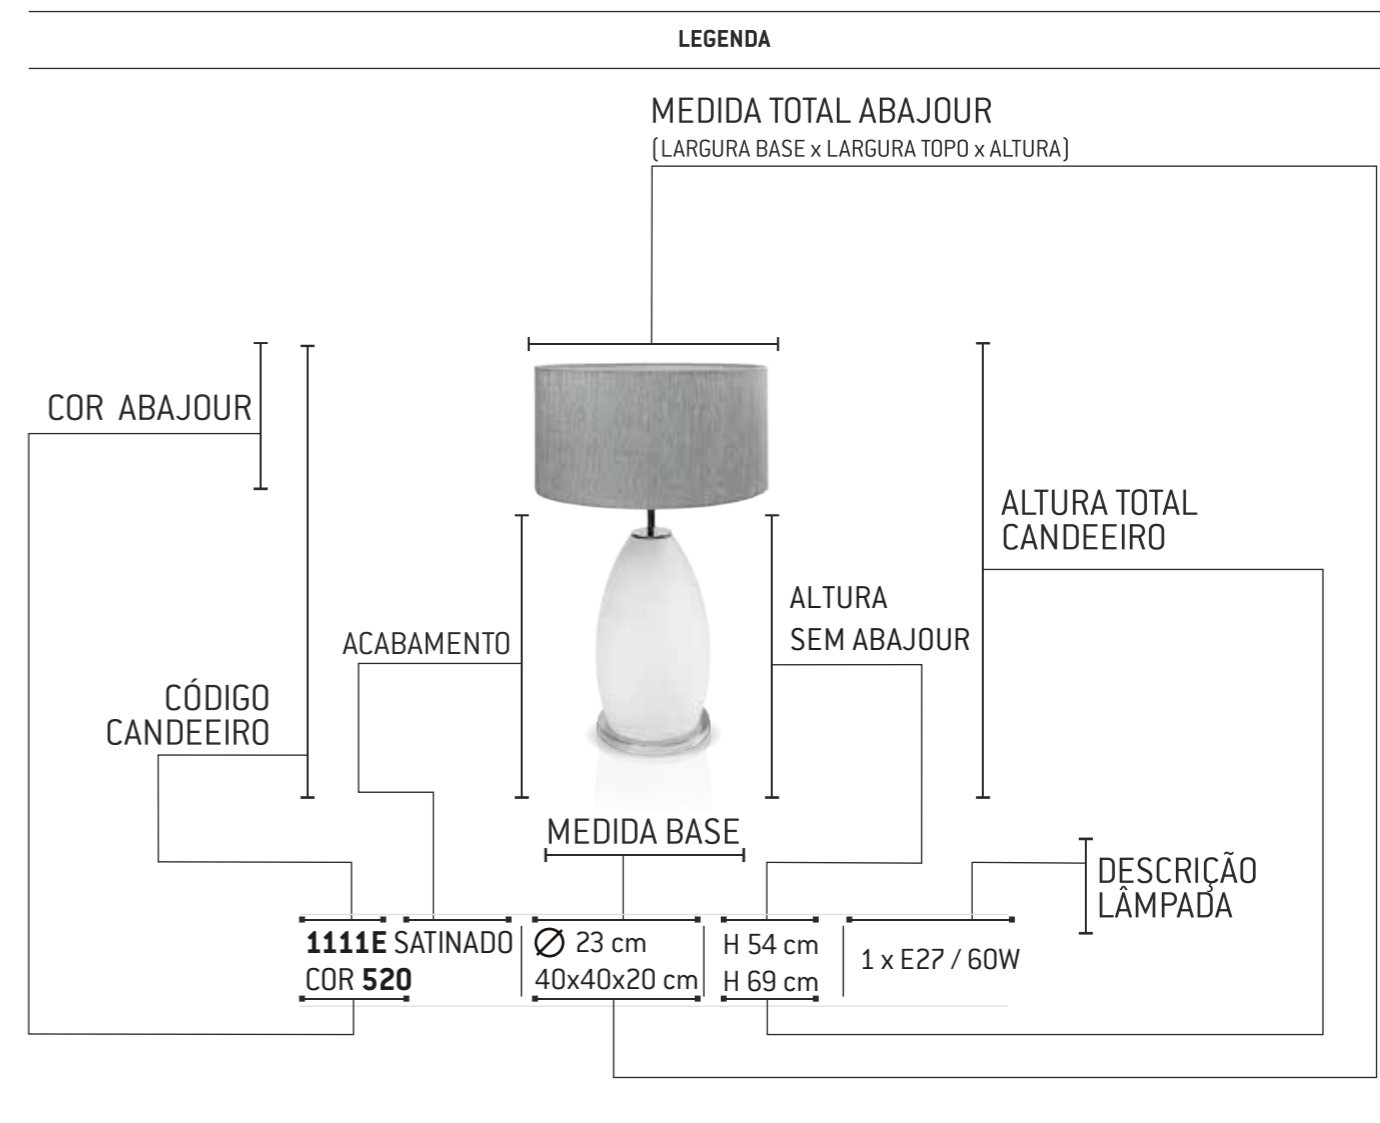 LEGENDA
MEDIDA TOTAL ABAJOUR
(LARGURA BASE x LARGURA TOPO x ALTURA)
COR ABAJOUR
ALTURA TOTAL
CANDEEIRO
ALTURA
SEM ABAJOUR
ACABAMENTO
CÓDIGO
CANDEEIRO
MEDIDA BASE
DESCRIÇÃO
LÂMPADA
1111E SATINADO
COR 520
Ø 23 cm
40x40x20 cm
H 54 cm
H 69 cm
1 x E27 / 60W